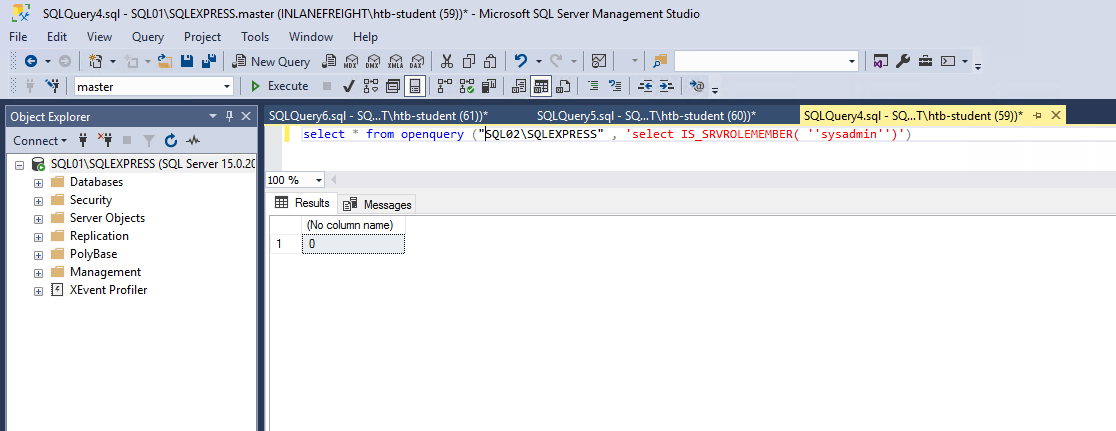 SQLQuery4.sql - SQL01\SQLEXPRESS.master (INLANEFREIGHT\htb-student (59))* - Microsoft SQL Server Management Studio
File Edit View Query Project Tools Window Help
New Query MDX DMX XMLA DAX
master Execute
Object Explorer
Connect
SQL01\SQLEXPRESS (SQL Server 15.0.20
Databases
Security
Server Objects
Replication
PolyBase
Management
XEvent Profiler
SQLQuery6.sql - SQ...T\htb-student (61))* SQLQuery5.sql - SQ...T\htb-student (60))* SQLQuery4.sql - SQ...T\htb-student (59))*
select * from openquery ("SQL02\SQLEXPRESS" , 'select IS_SRVROLEMEMBER( ''sysadmin'')')
100 %
Results Messages
(No column name)
1 0